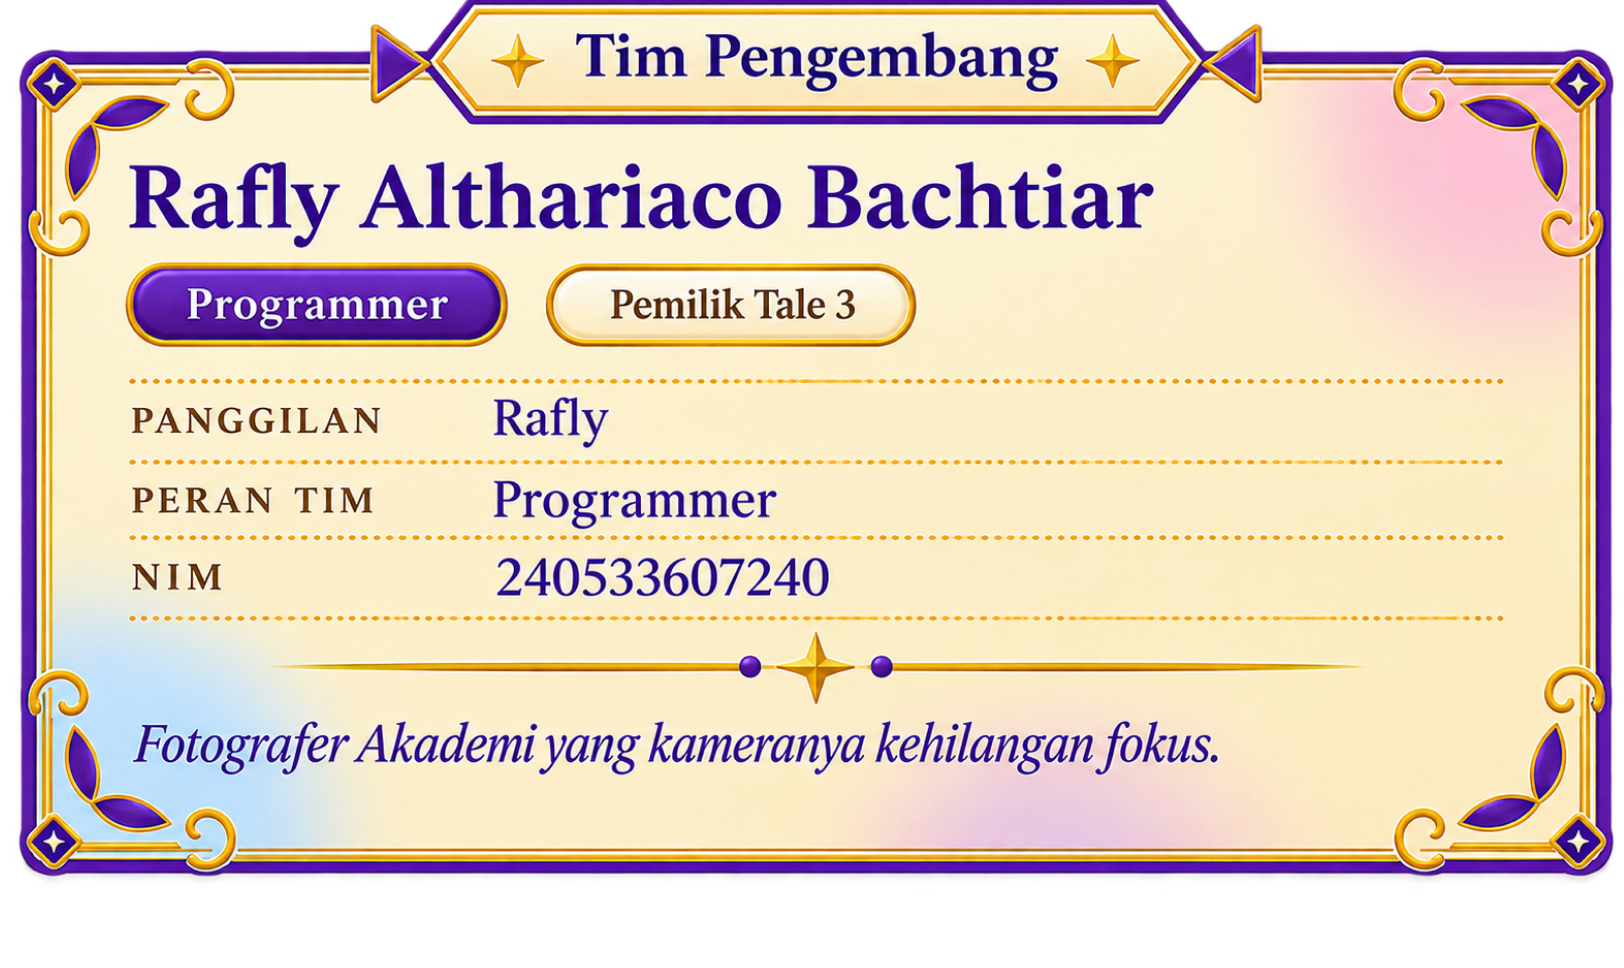 Tim Pengembang
Rafly Althariaco Bachtiar
Programmer
Pemilik Tale 3
PANGGILAN Rafly
PERAN TIM Programmer
NIM 240533607240
Fotografer Akademi yang kameranya kehilangan fokus.